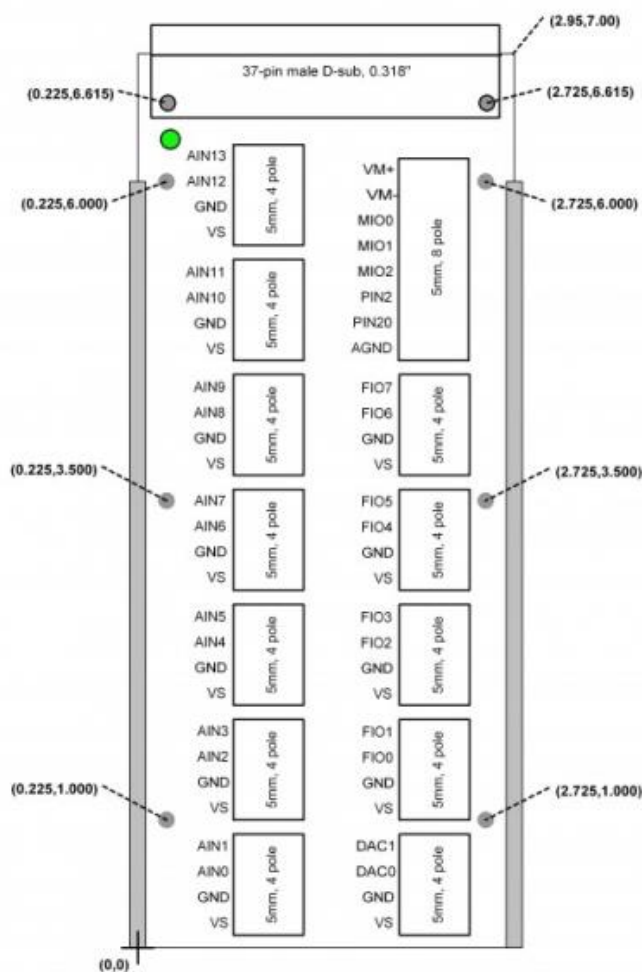 (2.95,7.00)
37-pin male D-sub, 0.318"
(0.225,6.615)
(2.725,6.615)
AIN13
AIN12
GND
VS
5mm, 4 pole
(0.225,6.000)
VM+
VM-
MIO0
MIO1
MIO2
PIN2
PIN20
AGND
5mm, 8 pole
(2.725,6.000)
AIN11
AIN10
GND
VS
5mm, 4 pole
AIN9
AIN8
GND
VS
5mm, 4 pole
FIO7
FIO6
GND
VS
5mm, 4 pole
(0.225,3.500)
AIN7
AIN6
GND
VS
5mm, 4 pole
FIO5
FIO4
GND
VS
5mm, 4 pole
(2.725,3.500)
AIN5
AIN4
GND
VS
5mm, 4 pole
FIO3
FIO2
GND
VS
5mm, 4 pole
AIN3
AIN2
GND
VS
5mm, 4 pole
(0.225,1.000)
FIO1
FIO0
GND
VS
5mm, 4 pole
(2.725,1.000)
AIN1
AIN0
GND
VS
5mm, 4 pole
DAC1
DAC0
GND
VS
5mm, 4 pole
(0,0)